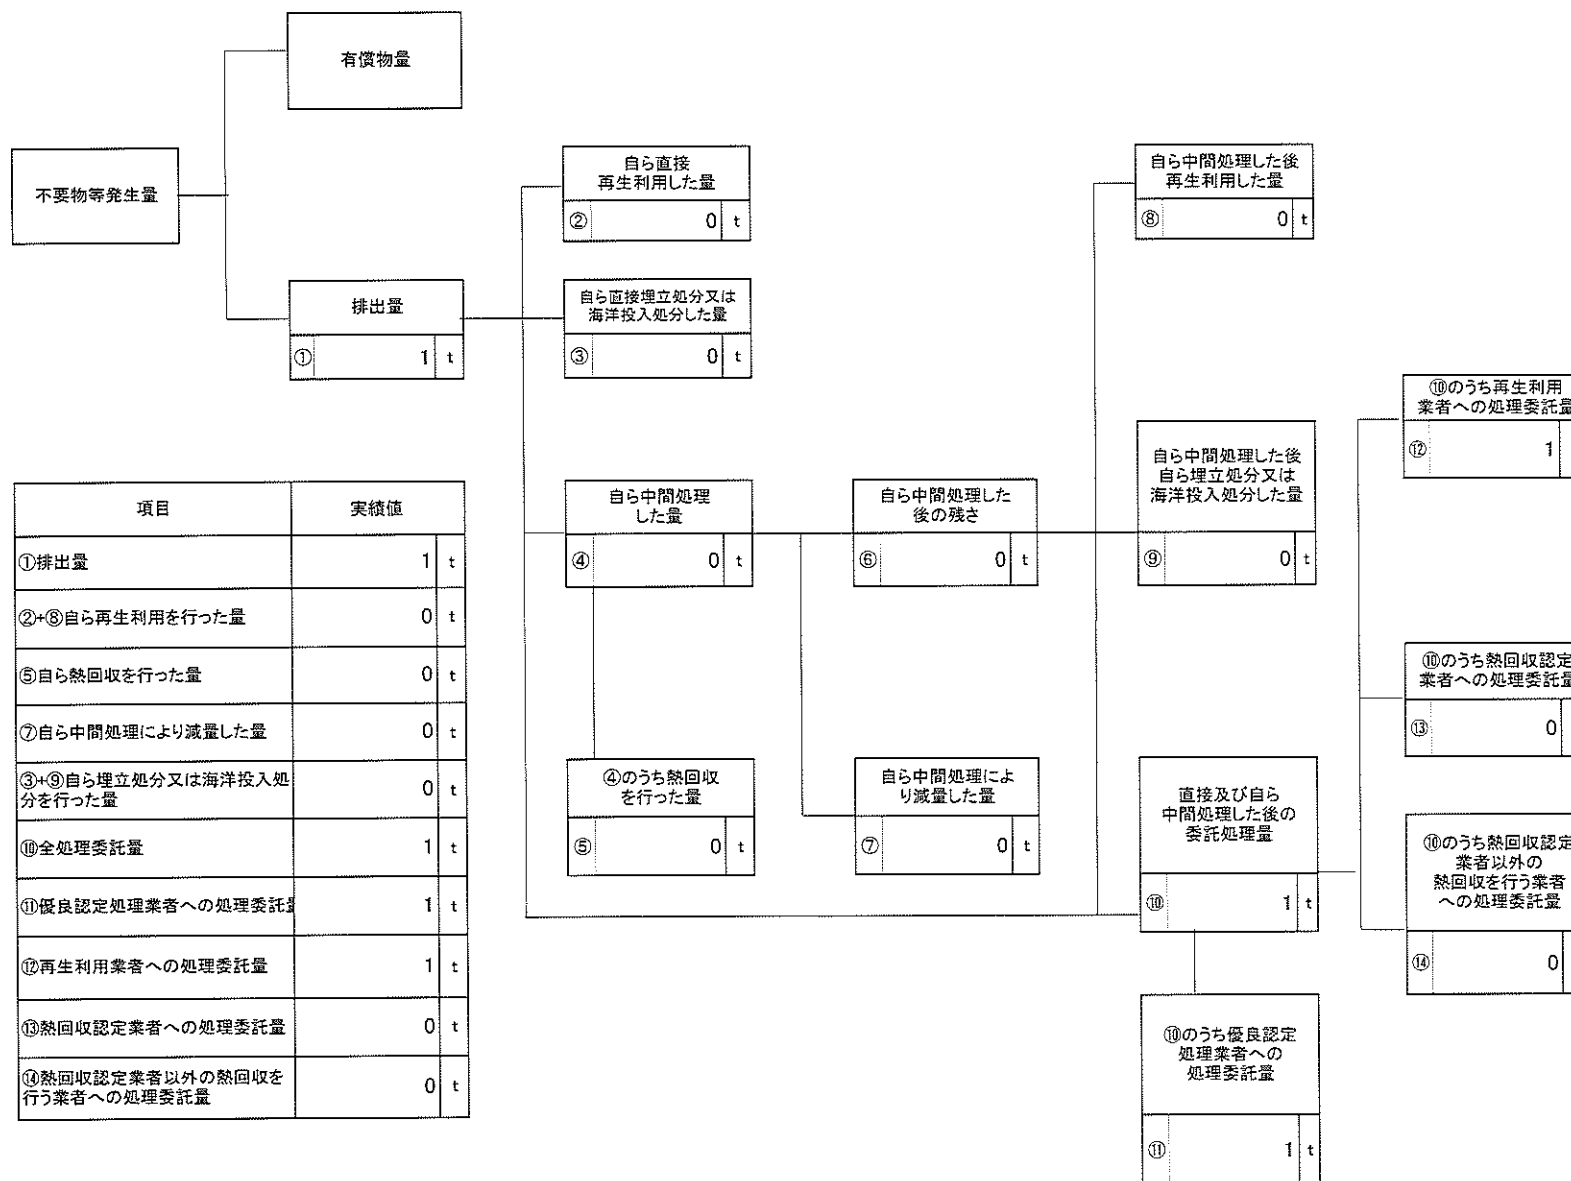 有償物量
不要物等発生量
排出量
① 1 t
自ら直接
再生利用した量
② 0 t
自ら直接埋立処分又は
海洋投入処分した量
③ 0 t
自ら中間処理
した量
④ 0 t
④のうち熱回収
を行った量
⑤ 0 t
自ら中間処理した
後の残さ
⑥ 0 t
自ら中間処理によ
り減量した量
⑦ 0 t
自ら中間処理した後
再生利用した量
⑧ 0 t
自ら中間処理した後
自ら埋立処分又は
海洋投入処分した量
⑨ 0 t
直接及び自ら
中間処理した後の
委託処理量
⑩ 1 t
⑩のうち優良認定
処理業者への
処理委託量
⑪ 1 t
⑩のうち再生利用
業者への処理委託量
⑫ 1
⑩のうち熱回収認定
業者への処理委託量
⑬ 0
⑩のうち熱回収認定
業者以外の
熱回収を行う業者
への処理委託量
⑭ 0
項目 実績値
①排出量 1 t
②+⑧自ら再生利用を行った量 0 t
⑤自ら熱回収を行った量 0 t
⑦自ら中間処理により減量した量 0 t
③+⑨自ら埋立処分又は海洋投入処
分を行った量 0 t
⑩全処理委託量 1 t
⑪優良認定処理業者への処理委託量 1 t
⑫再生利用業者への処理委託量 1 t
⑬熱回収認定業者への処理委託量 0 t
⑭熱回収認定業者以外の熱回収を
行う業者への処理委託量 0 t